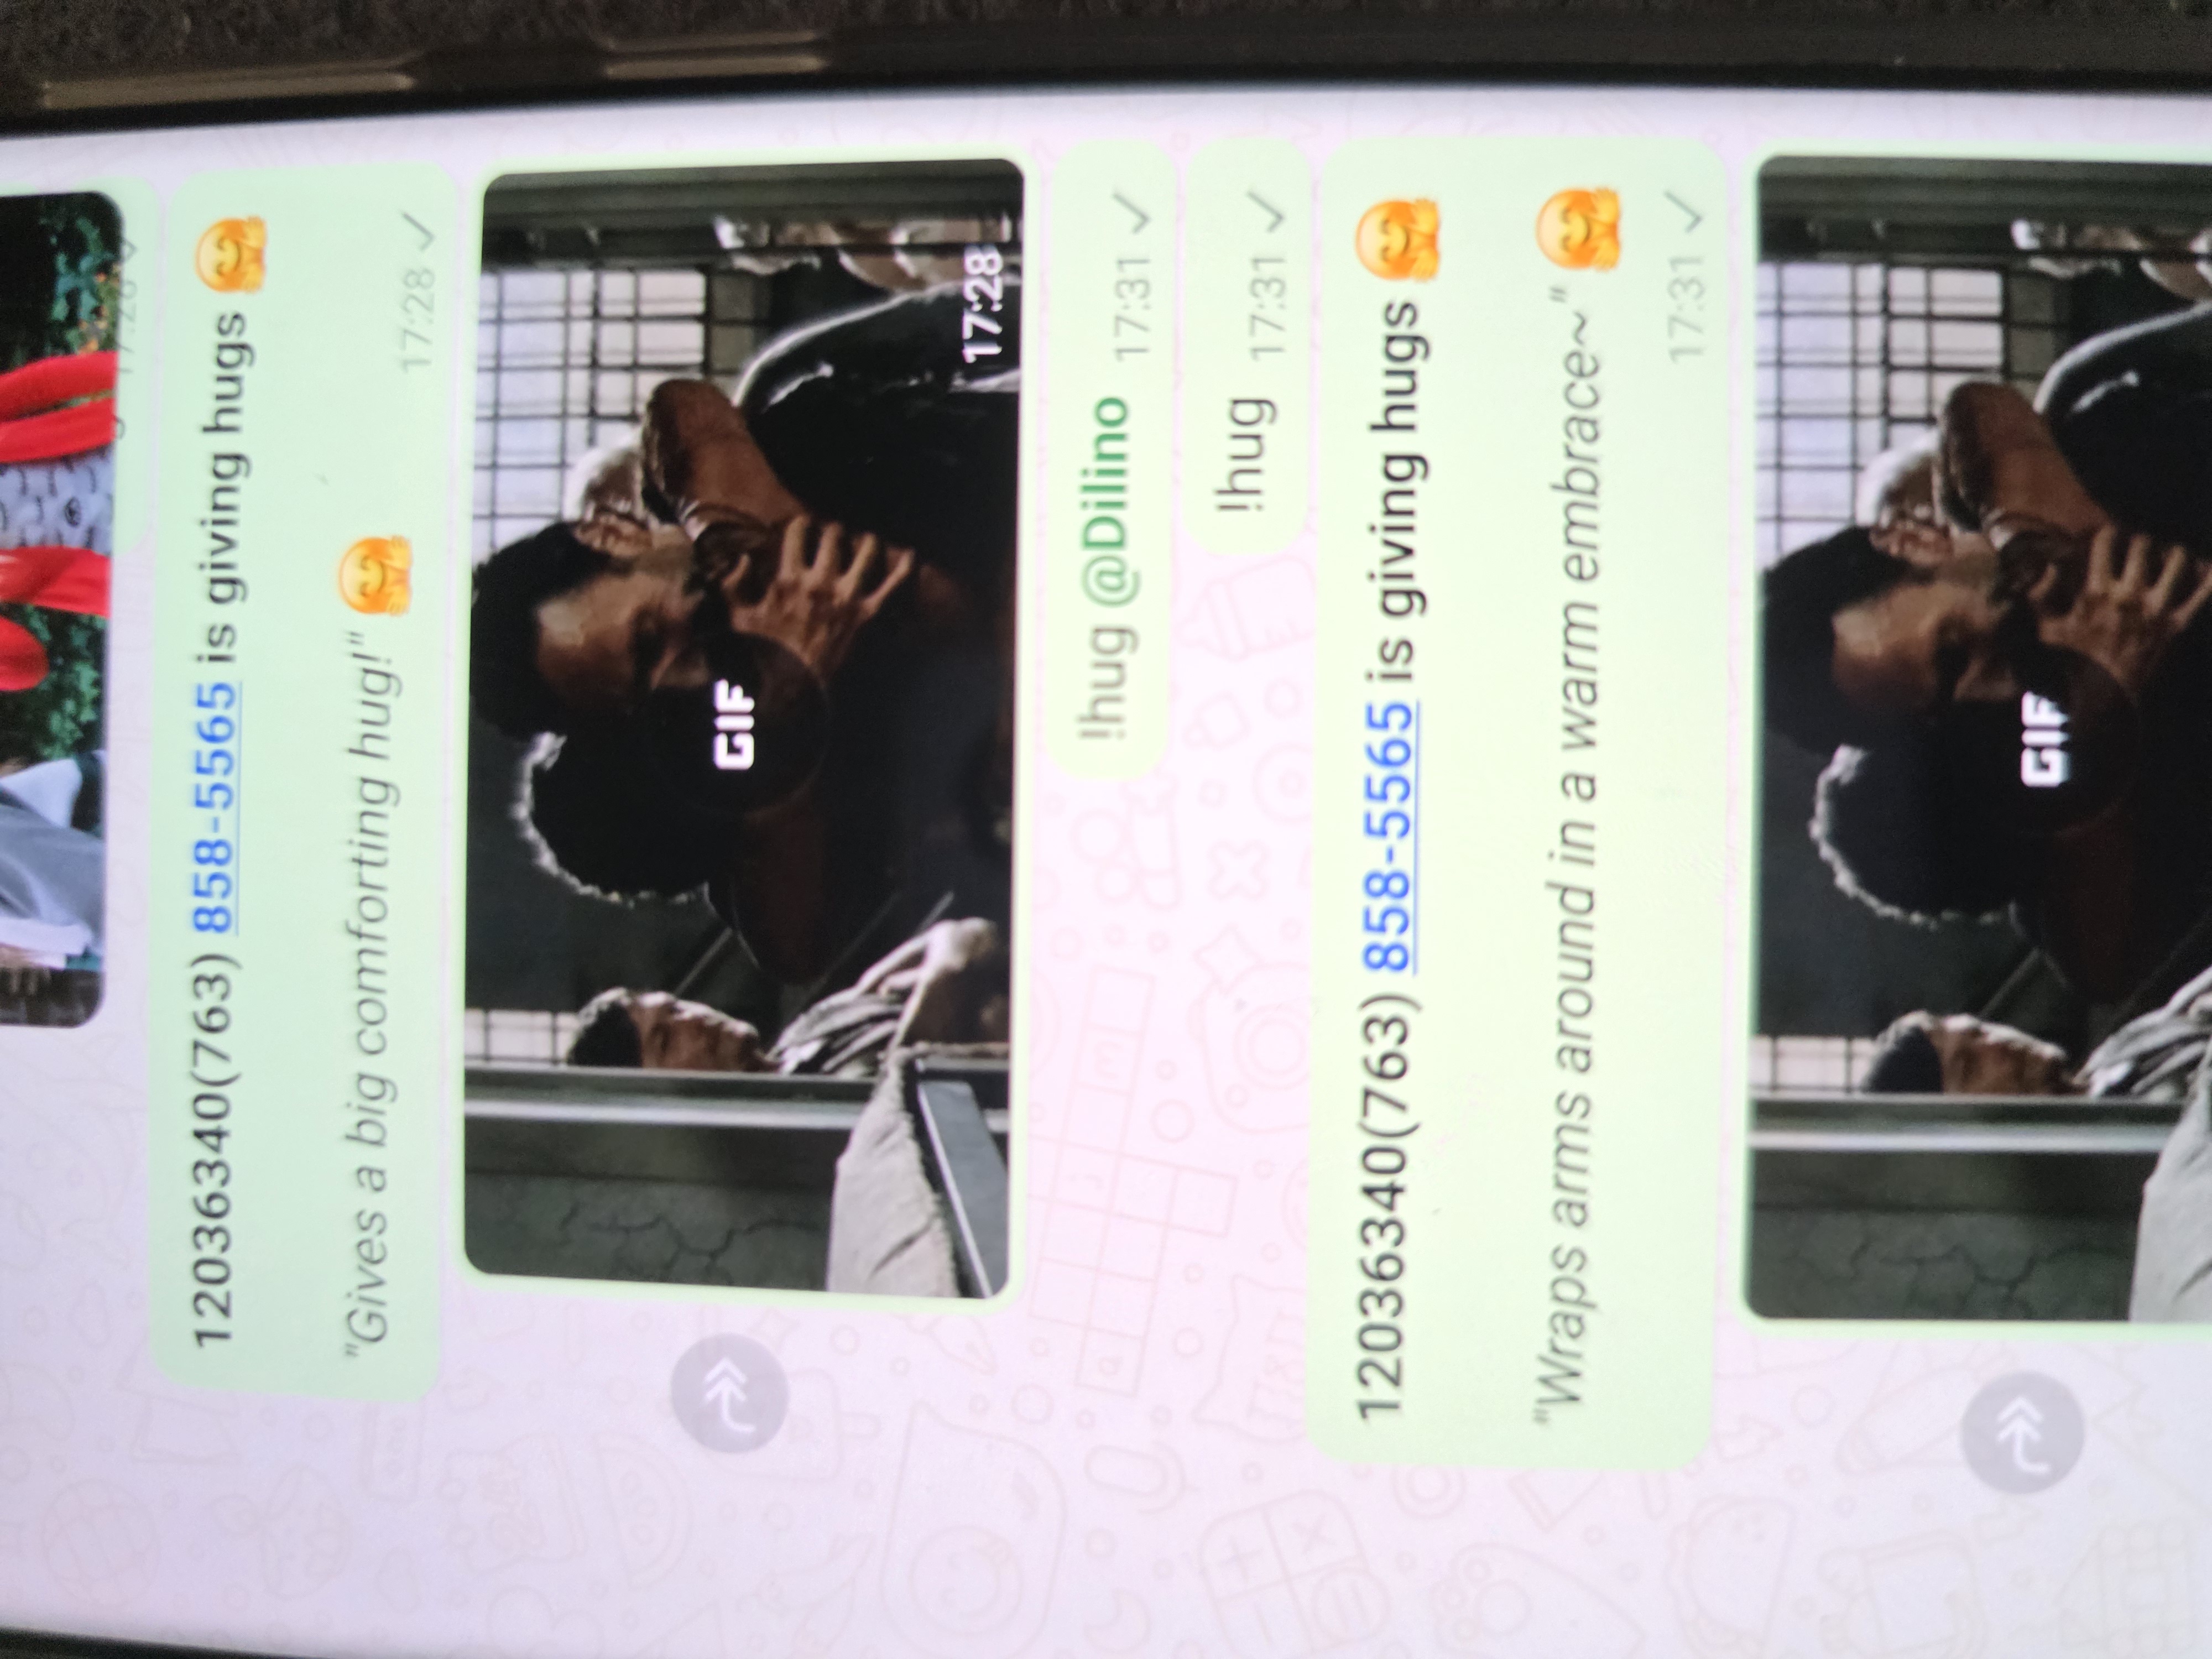 17:28
12036340(763) 858-5565 is giving hugs 🤗
"Gives a big comforting hug!" 🤗
17:28
GIF
17:28
!hug @Dilino 17:31
!hug 17:31
12036340(763) 858-5565 is giving hugs 🤗
"Wraps arms around in a warm embrace~" 🤗
17:31
GIF